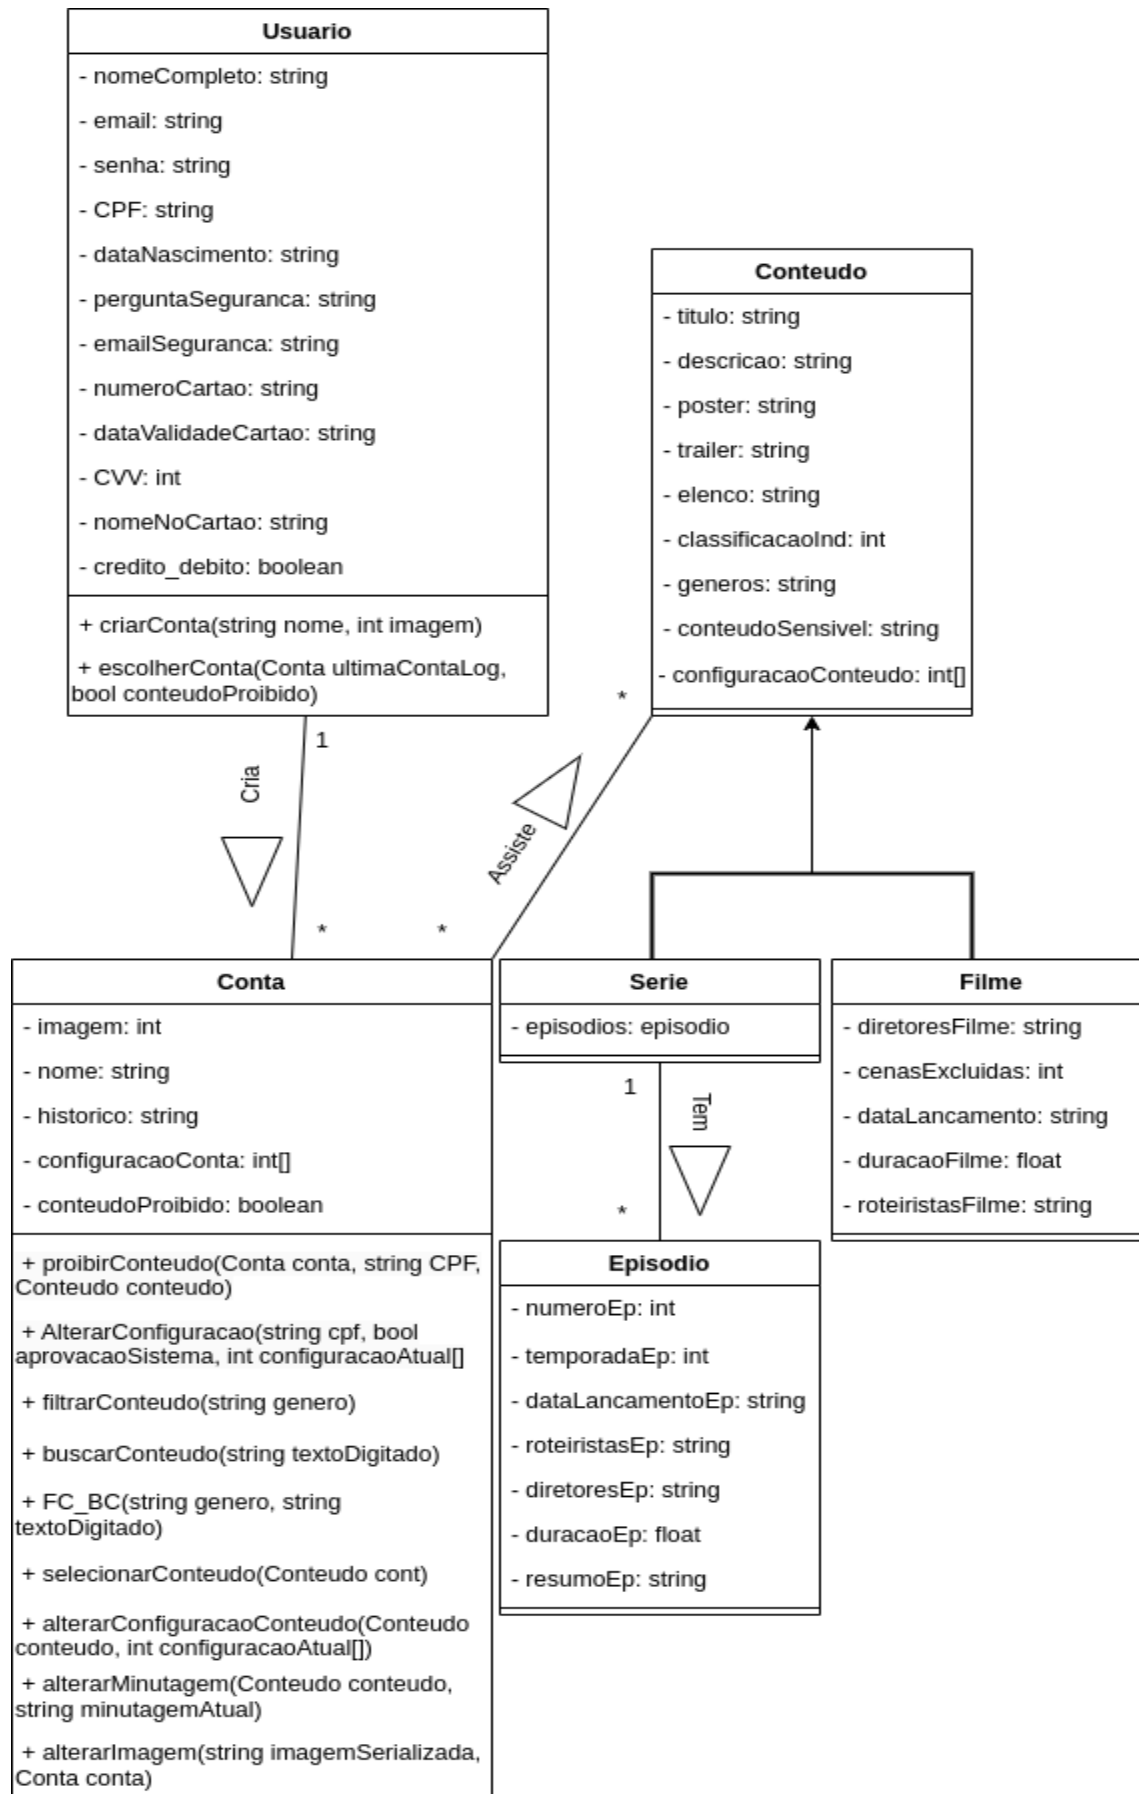 Usuario
- nomeCompleto: string
- email: string
- senha: string
- CPF: string
- dataNascimento: string
- perguntaSeguranca: string
- emailSeguranca: string
- numeroCartao: string
- dataValidadeCartao: string
- CVV: int
- nomeNoCartao: string
- credito_debito: boolean
+ criarConta(string nome, int imagem)
+ escolherConta(Conta ultimaContaLog,
bool conteudoProibido)
Conteudo
- titulo: string
- descricao: string
- poster: string
- trailer: string
- elenco: string
- classificacaoInd: int
- generos: string
- conteudoSensivel: string
- configuracaoConteudo: int[]
1
Cria
*
*
Assiste
*
Conta
- imagem: int
- nome: string
- historico: string
- configuracaoConta: int[]
- conteudoProibido: boolean
+ proibirConteudo(Conta conta, string CPF,
Conteudo conteudo)
+ AlterarConfiguracao(string cpf, bool
aprovacaoSistema, int configuracaoAtual[]
+ filtrarConteudo(string genero)
+ buscarConteudo(string textoDigitado)
+ FC_BC(string genero, string
textoDigitado)
+ selecionarConteudo(Conteudo cont)
+ alterarConfiguracaoConteudo(Conteudo
conteudo, int configuracaoAtual[])
+ alterarMinutagem(Conteudo conteudo,
string minutagemAtual)
+ alterarImagem(string imagemSerializada,
Conta conta)
Serie
- episodios: episodio
1
Tem
*
Episodio
- numeroEp: int
- temporadaEp: int
- dataLancamentoEp: string
- roteiristasEp: string
- diretoresEp: string
- duracaoEp: float
- resumoEp: string
Filme
- diretoresFilme: string
- cenasExcluidas: int
- dataLancamento: string
- duracaoFilme: float
- roteiristasFilme: string